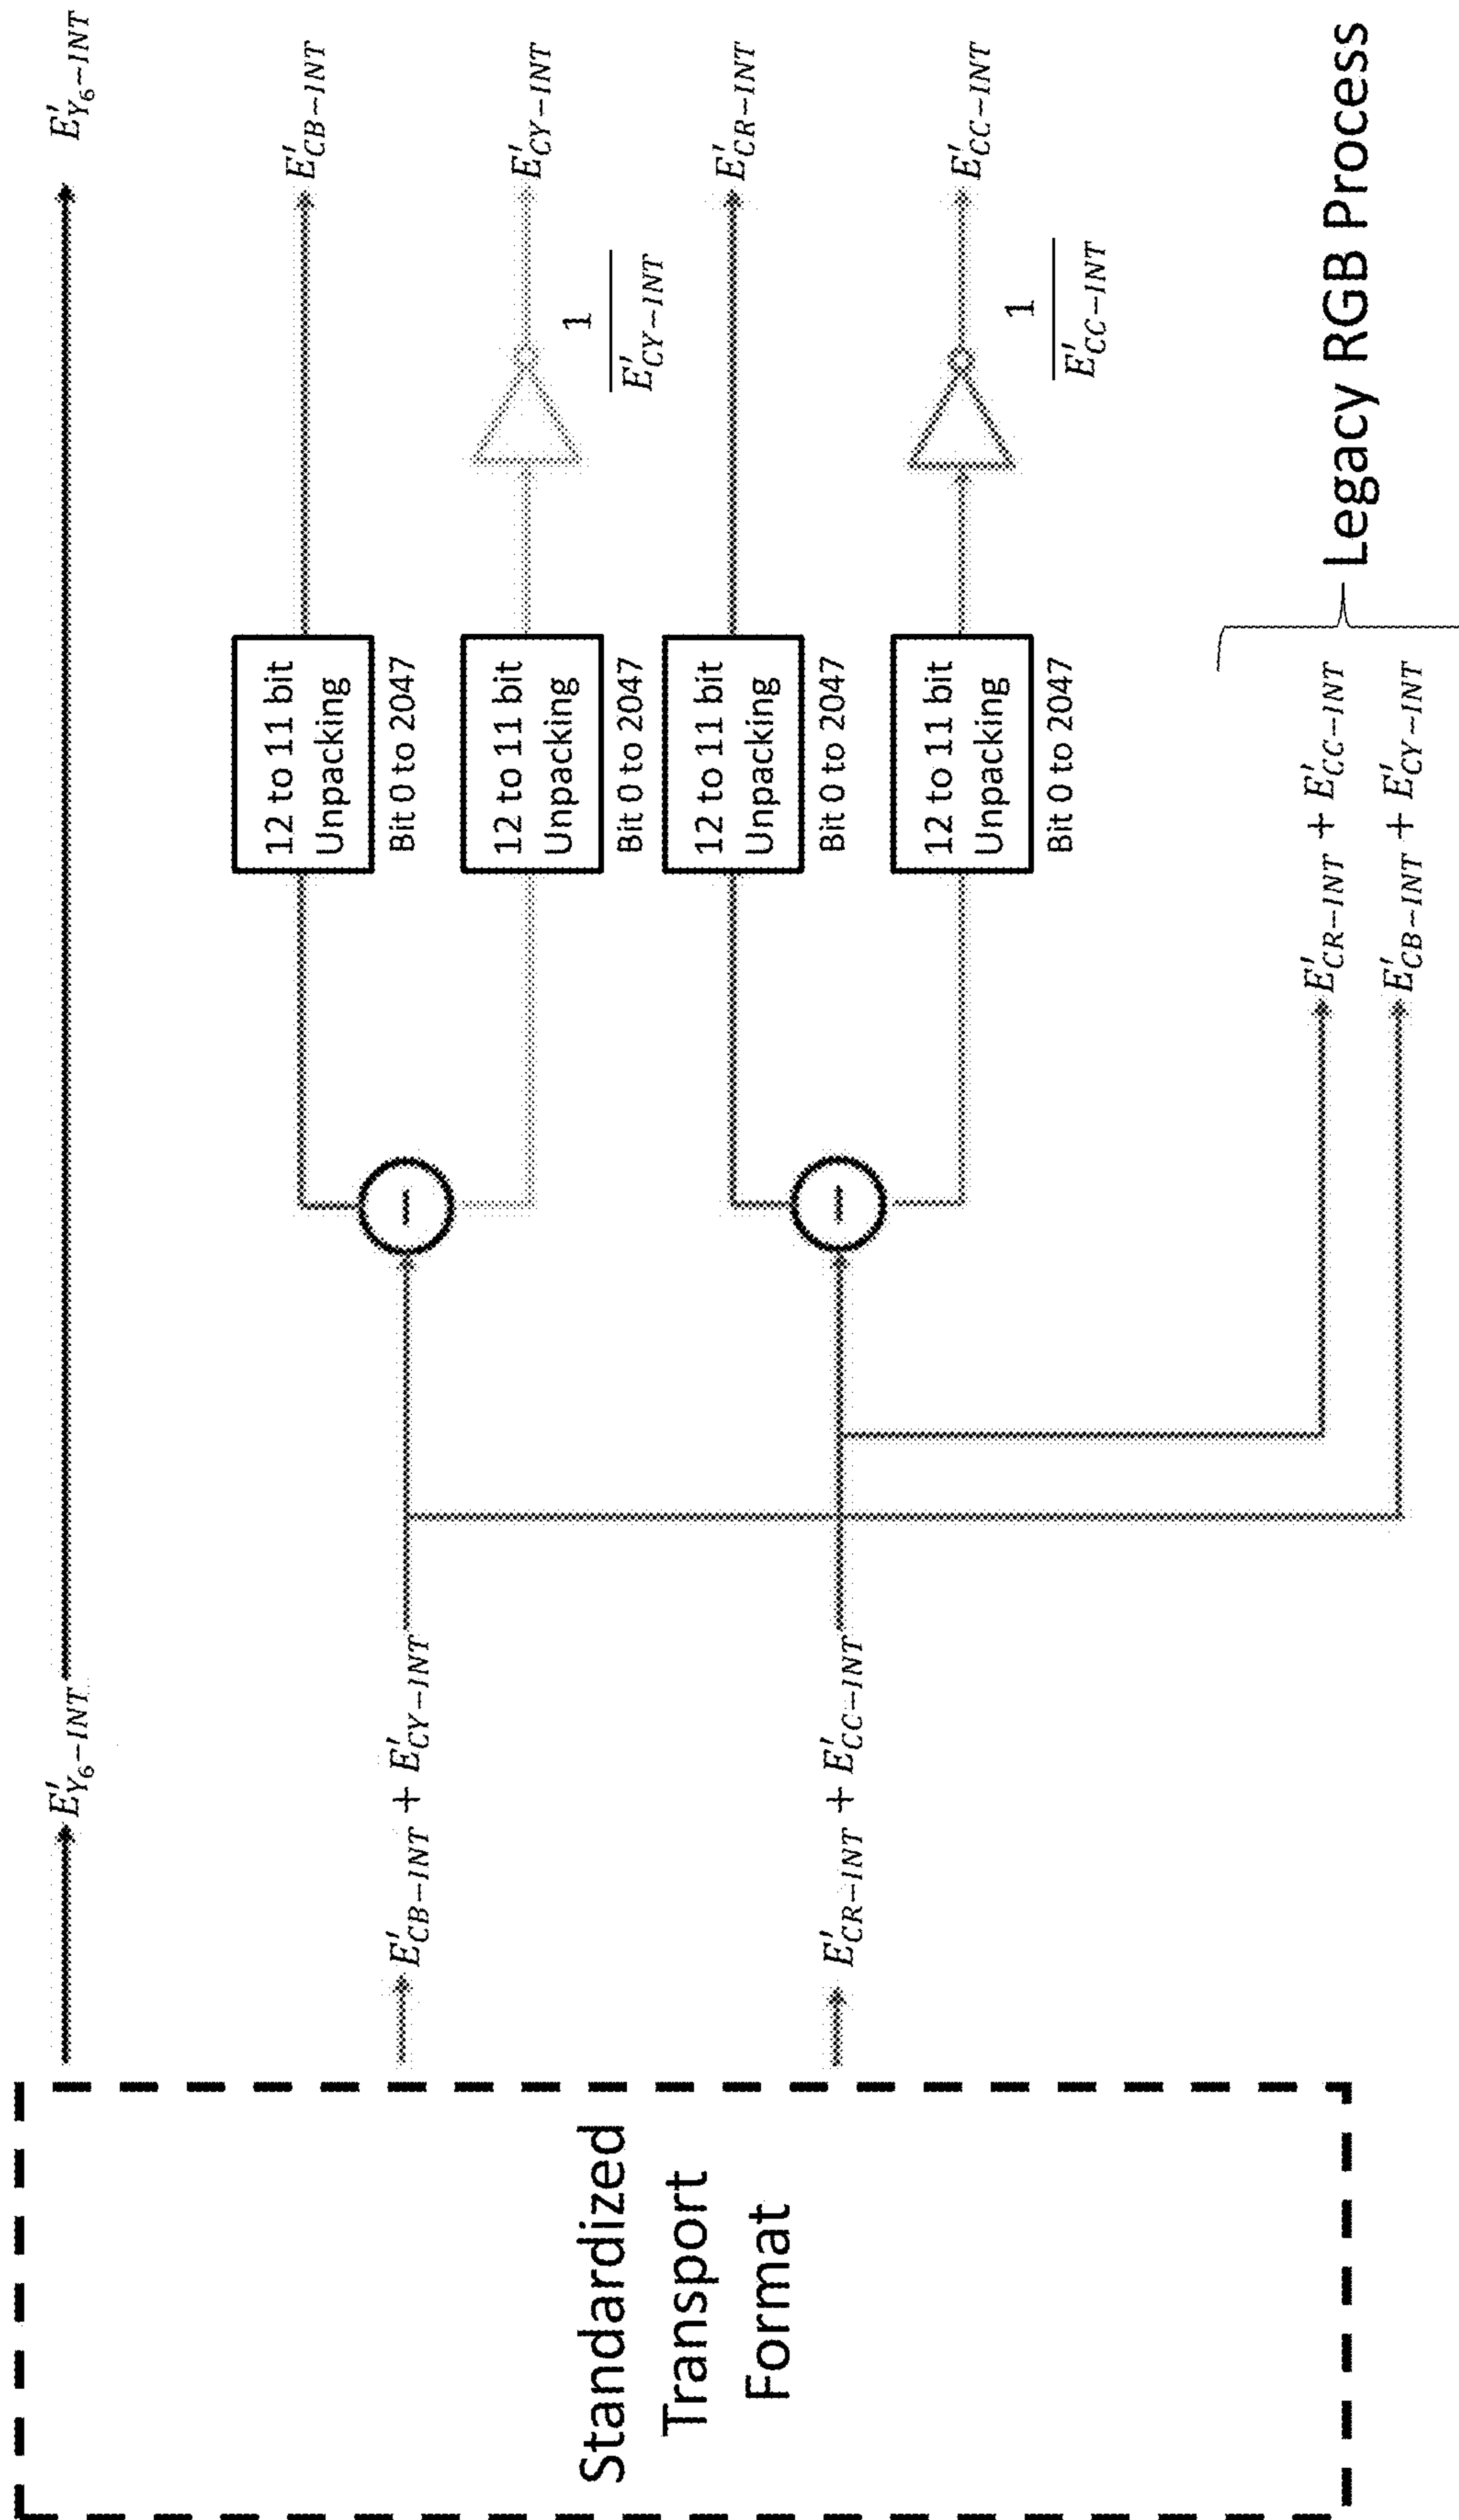 Standardized
Transport
Format
E′Y₆−INT
E′CB−INT + E′CY−INT
E′CR−INT + E′CC−INT
12 to 11 bit
Unpacking
Bit 0 to 2047
12 to 11 bit
Unpacking
Bit 0 to 2047
12 to 11 bit
Unpacking
Bit 0 to 2047
12 to 11 bit
Unpacking
Bit 0 to 2047
E′Y₆−INT
E′CB−INT
E′CY−INT
1
E′CY−INT
E′CR−INT
E′CC−INT
1
E′CC−INT
E′CR−INT + E′CC−INT
E′CB−INT + E′CY−INT
Legacy RGB Process